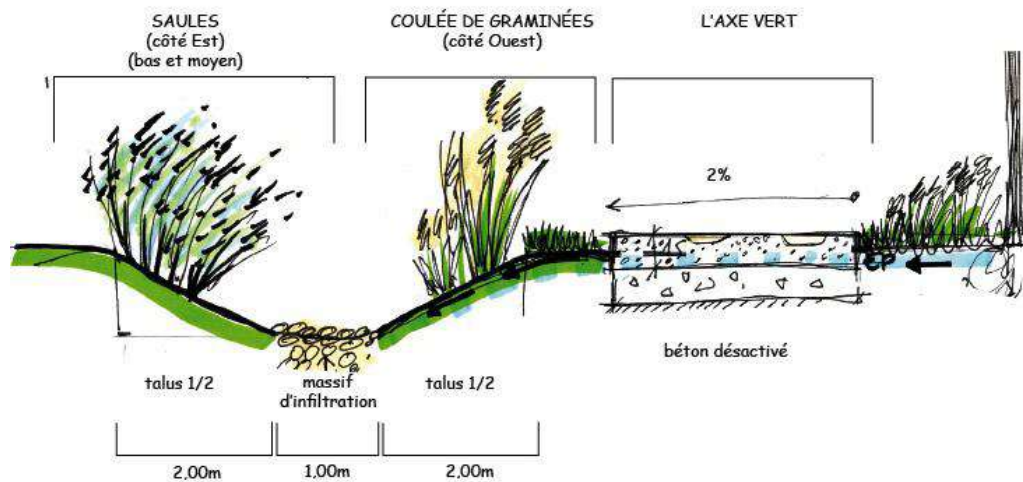 SAULES
(côté Est)
(bas et moyen)
COULÉE DE GRAMINÉES
(côté Ouest)
L'AXE VERT
2%
EP
béton désactivé
talus 1/2
massif
d'infiltration
talus 1/2
2,00m
1,00m
2,00m